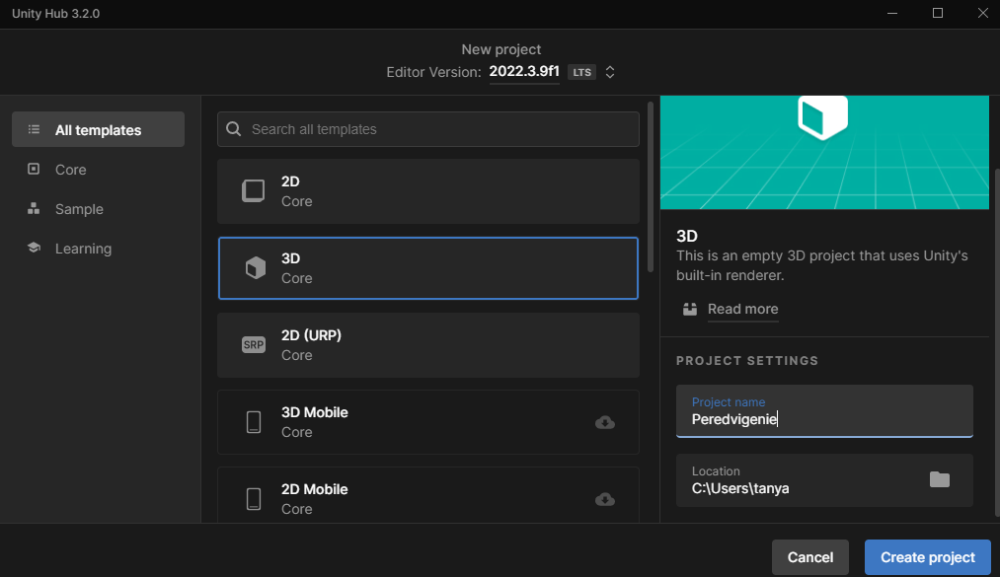 Unity Hub 3.2.0
New project
Editor Version: 2022.3.9f1 LTS
All templates
Core
Sample
Learning
Search all templates
2D
Core
3D
Core
SRP
2D (URP)
Core
3D Mobile
Core
2D Mobile
Core
3D
This is an empty 3D project that uses Unity's
built-in renderer.
Read more
PROJECT SETTINGS
Project name
Peredvigenie
Location
C:\Users\tanya
Cancel
Create project